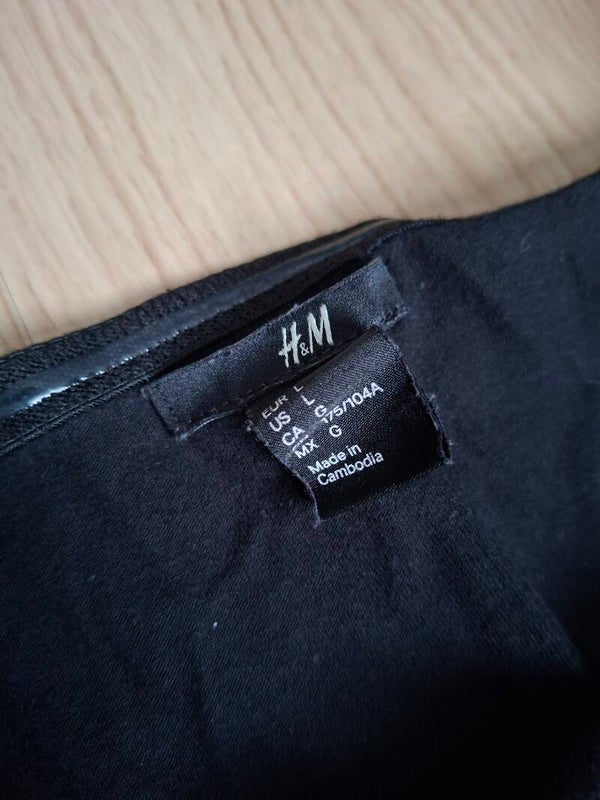 H&M
EUR L
US L
CA G
175/104A
MX G
Made in
Cambodia